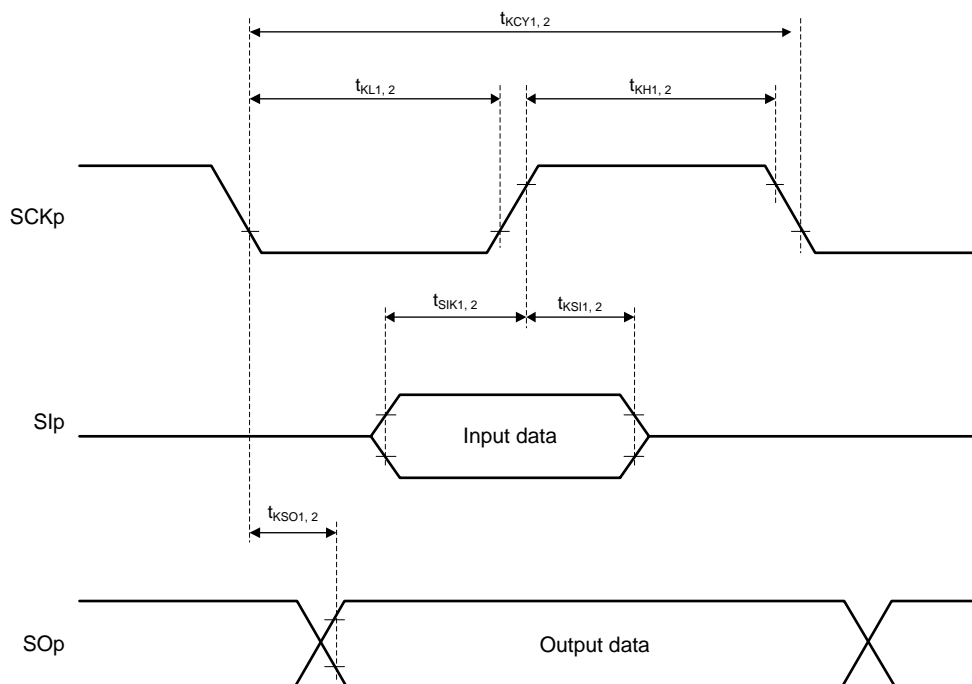 tKCY1, 2
tKL1, 2
tKH1, 2
SCKp
tSIK1, 2
tKSI1, 2
SIp
Input data
tKSO1, 2
SOp
Output data